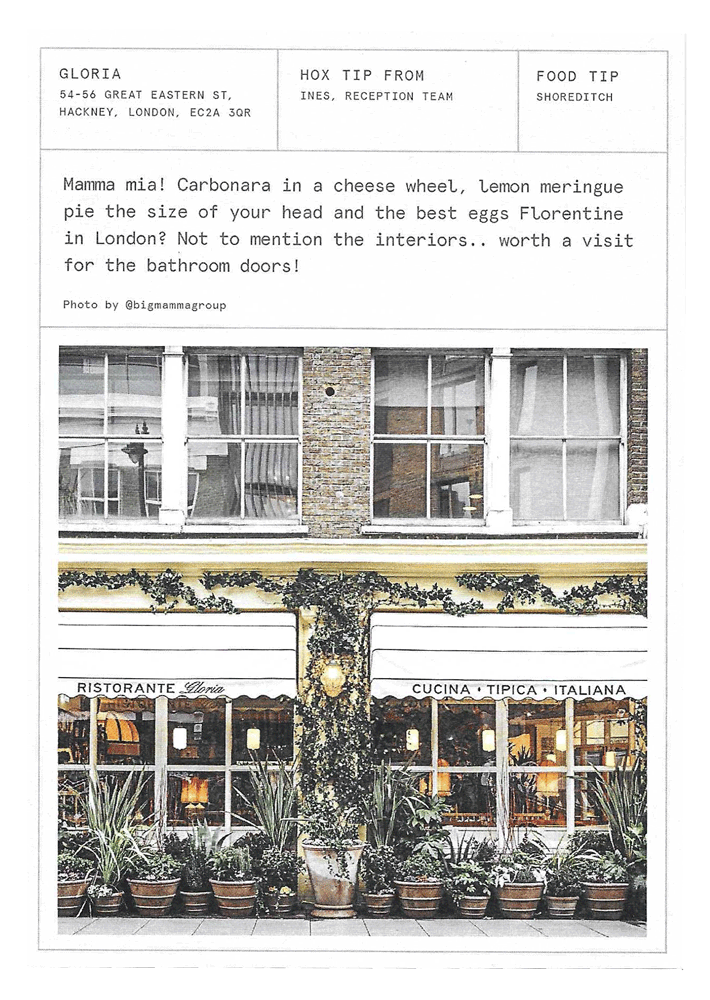 GLORIA
54-56 GREAT EASTERN ST,
HACKNEY, LONDON, EC2A 3QR
HOX TIP FROM
INES, RECEPTION TEAM
FOOD TIP
SHOREDITCH
Mamma mia! Carbonara in a cheese wheel, lemon meringue
pie the size of your head and the best eggs Florentine
in London? Not to mention the interiors.. worth a visit
for the bathroom doors!
Photo by @bigmammagroup
RISTORANTE Gloria
CUCINA • TIPICA • ITALIANA